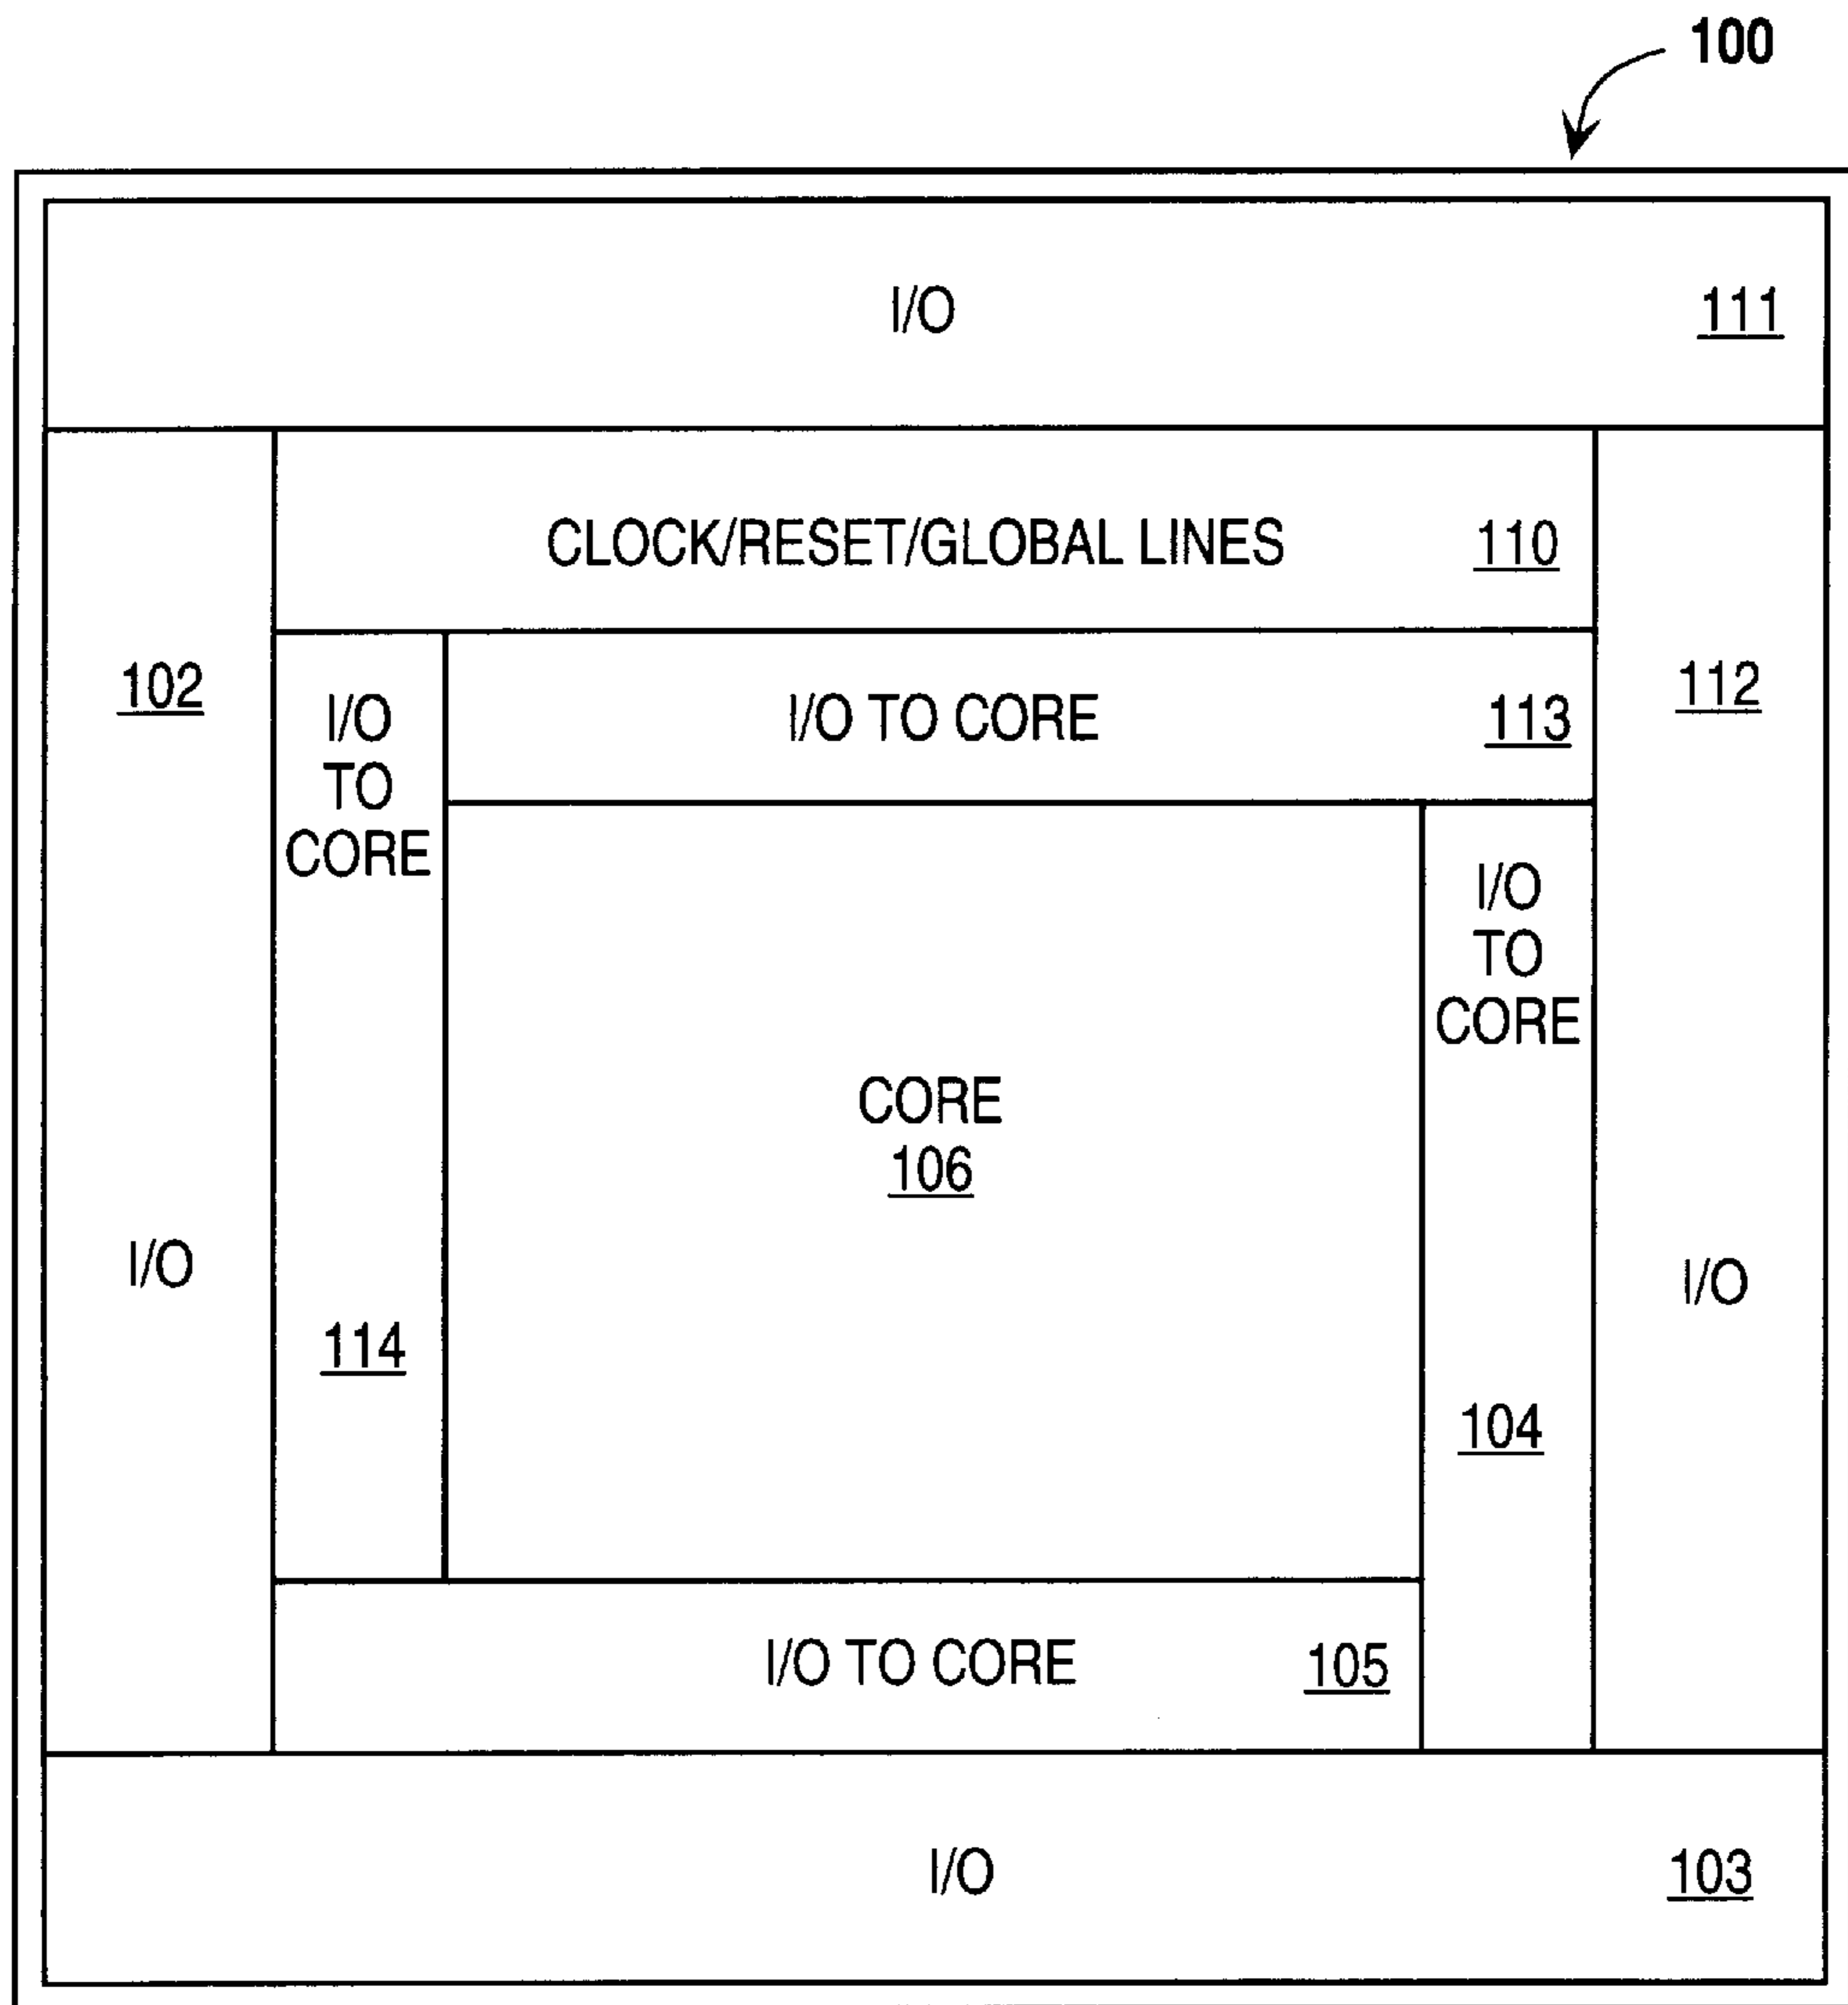 100
I/O 111
CLOCK/RESET/GLOBAL LINES 110
102
I/O
TO
CORE
I/O TO CORE 113
112
I/O
TO
CORE
CORE
106
I/O
I/O
114
104
I/O TO CORE 105
I/O 103